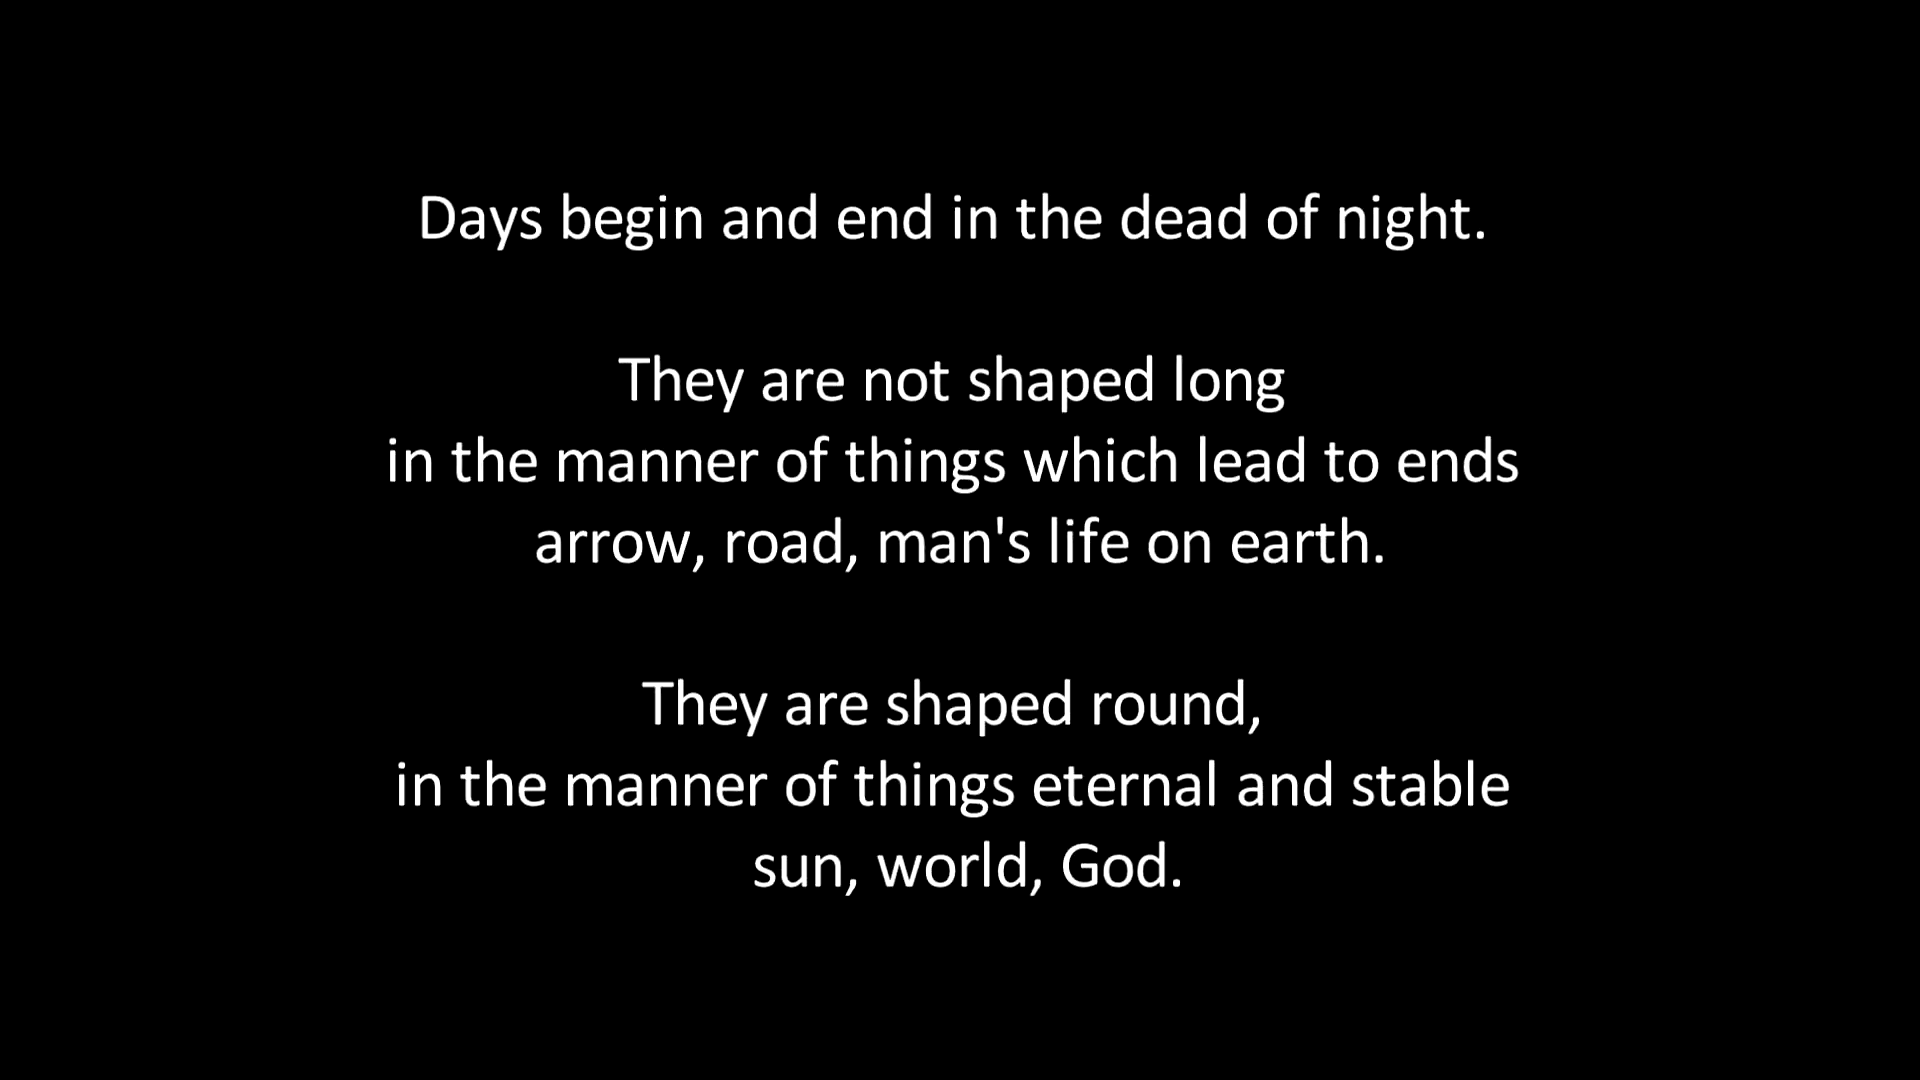 Days begin and end in the dead of night.
They are not shaped long
in the manner of things which lead to ends
arrow, road, man's life on earth.
They are shaped round,
in the manner of things eternal and stable
sun, world, God.